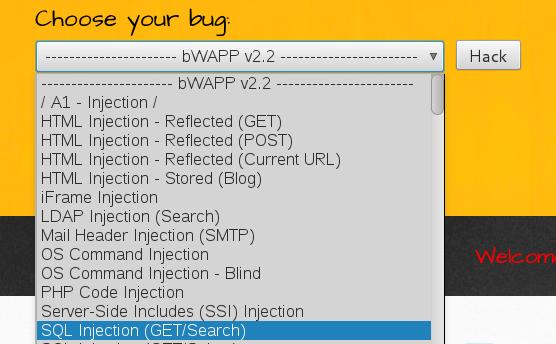 Choose your bug:
---------------------- bWAPP v2.2 -----------------------
Hack
---------------------- bWAPP v2.2 -----------------------
/ A1 - Injection /
HTML Injection - Reflected (GET)
HTML Injection - Reflected (POST)
HTML Injection - Reflected (Current URL)
HTML Injection - Stored (Blog)
iFrame Injection
LDAP Injection (Search)
Mail Header Injection (SMTP)
OS Command Injection
OS Command Injection - Blind
PHP Code Injection
Server-Side Includes (SSI) Injection
SQL Injection (GET/Search)
Welcome